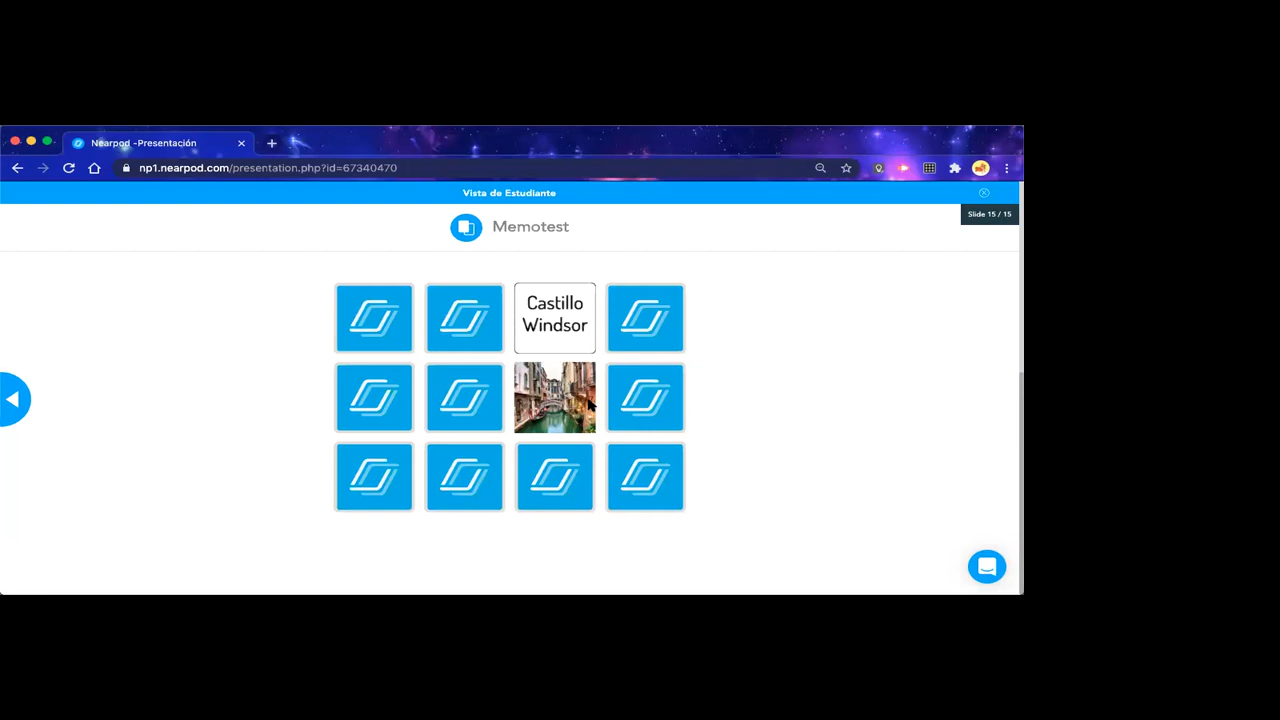 Nearpod -Presentación
np1.nearpod.com/presentation.php?id=67340470
Vista de Estudiante
Slide 15 / 15
Memotest
Castillo
Windsor